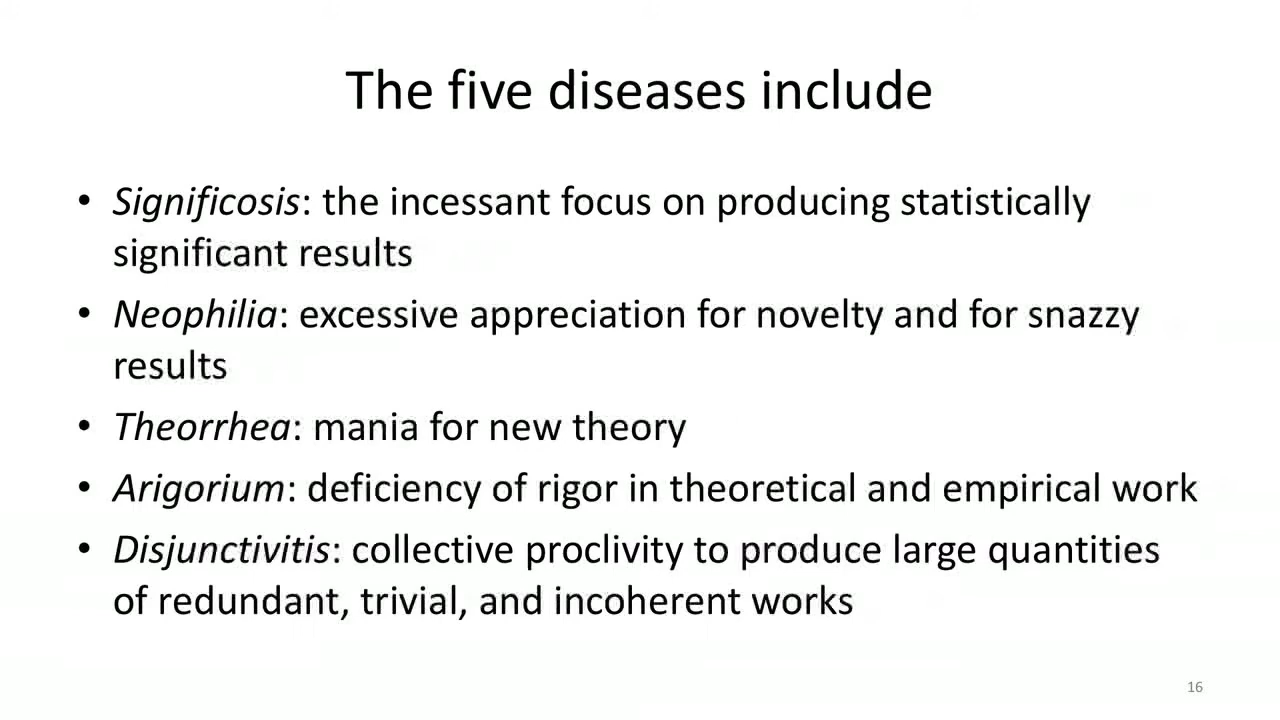 The five diseases include
• Significosis: the incessant focus on producing statistically
significant results
• Neophilia: excessive appreciation for novelty and for snazzy
results
• Theorrhea: mania for new theory
• Arigorium: deficiency of rigor in theoretical and empirical work
• Disjunctivitis: collective proclivity to produce large quantities
of redundant, trivial, and incoherent works
16